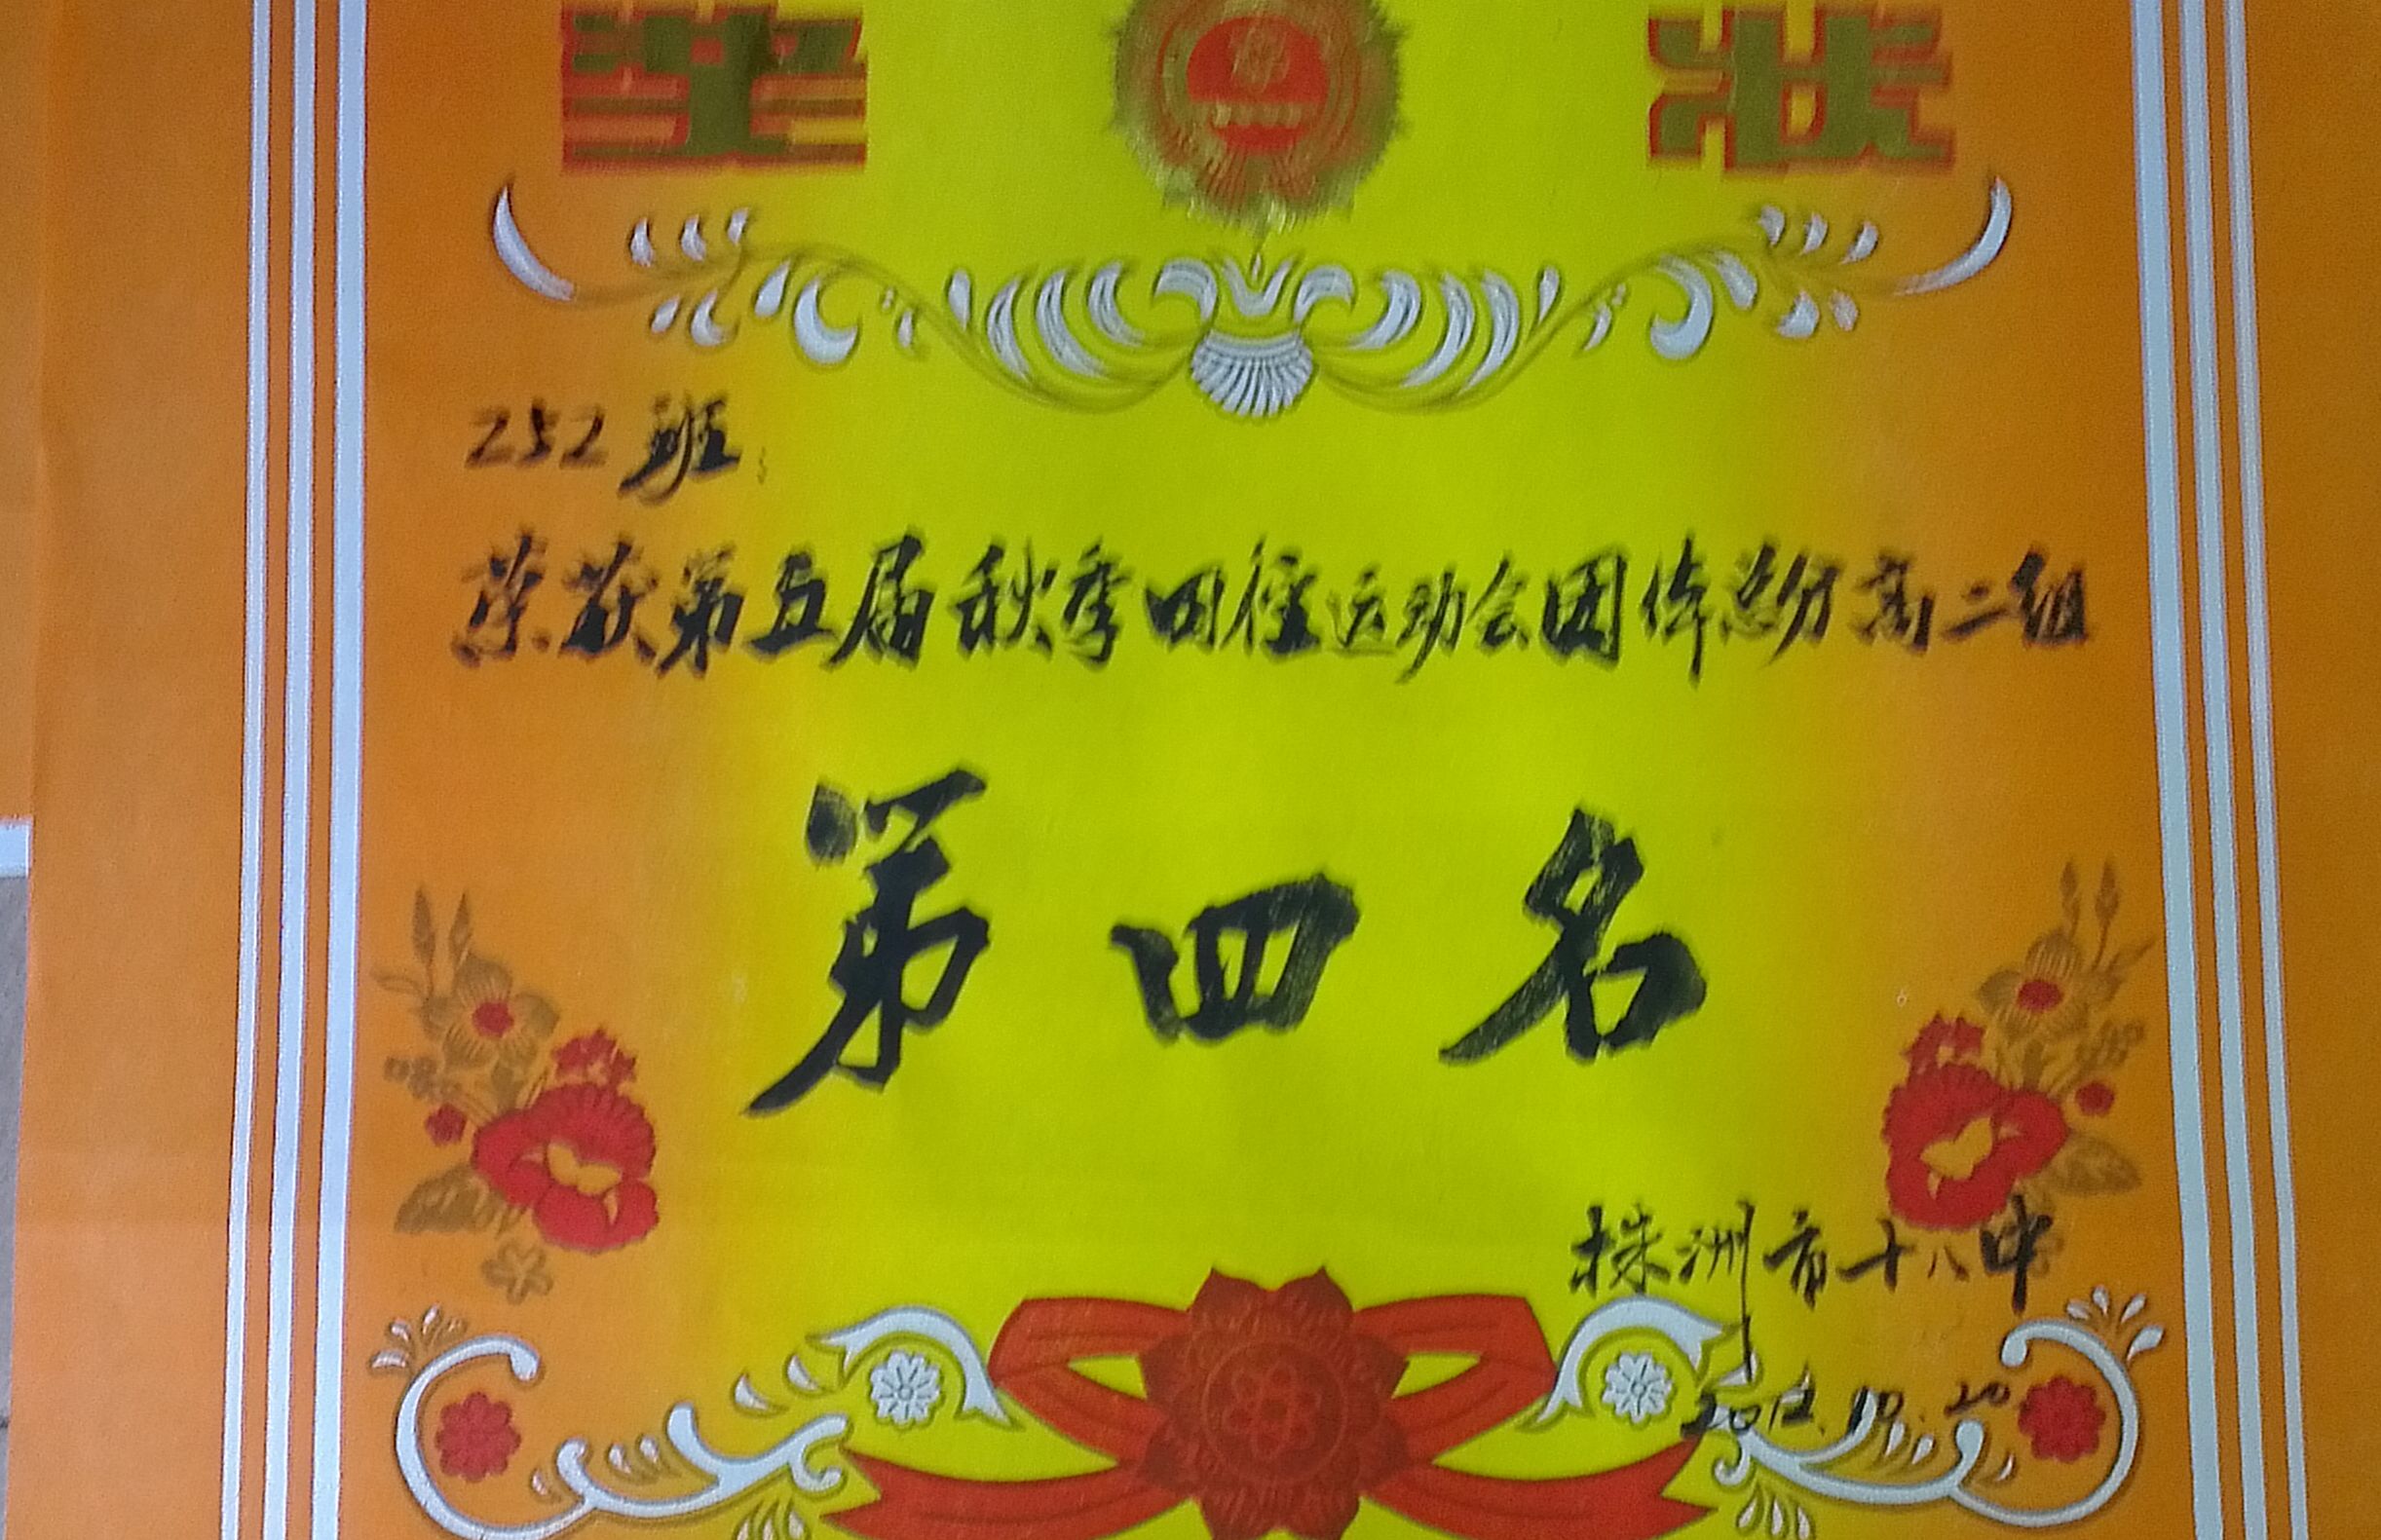 奖状
252班:
荣获第五届秋季田径运动会团体总分高二组
第四名
株洲市十八中
2012.10.20